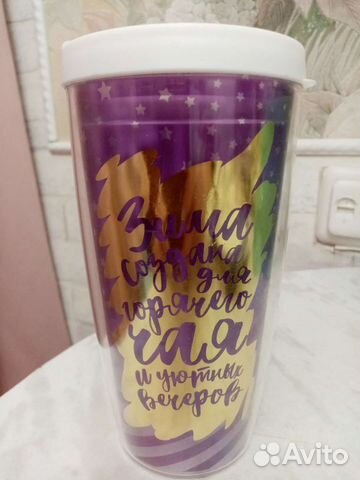 Зима
создана
для
горячего
чая
и уютных
вечеров
Avito